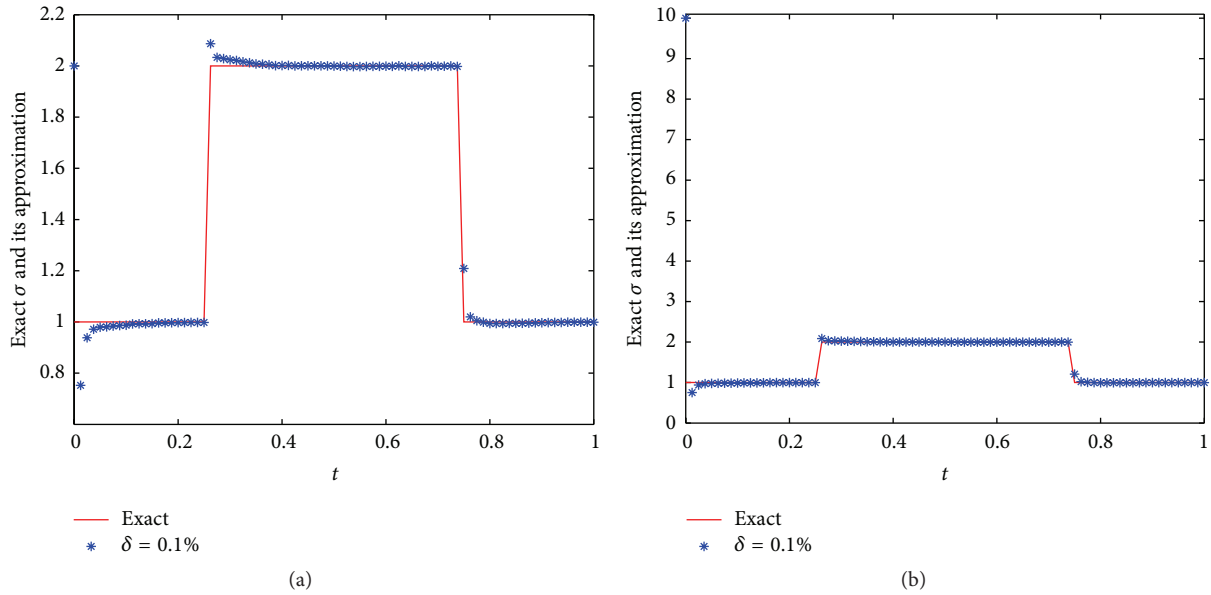 2.2
2
1.8
1.6
1.4
1.2
1
0.8
Exact σ and its approximation
0 0.2 0.4 0.6 0.8 1
t
Exact
δ = 0.1%
(a)
10
9
8
7
6
5
4
3
2
1
0
Exact σ and its approximation
0 0.2 0.4 0.6 0.8 1
t
Exact
δ = 0.1%
(b)